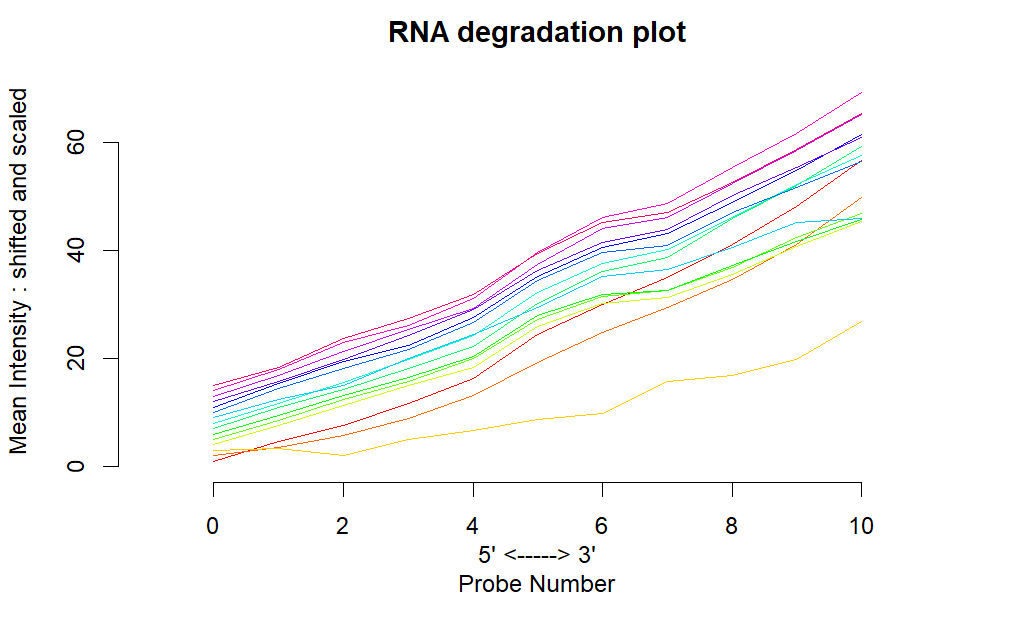 RNA degradation plot
Mean Intensity : shifted and scaled
60
40
20
0
0 2 4 6 8 10
5' <-----> 3'
Probe Number